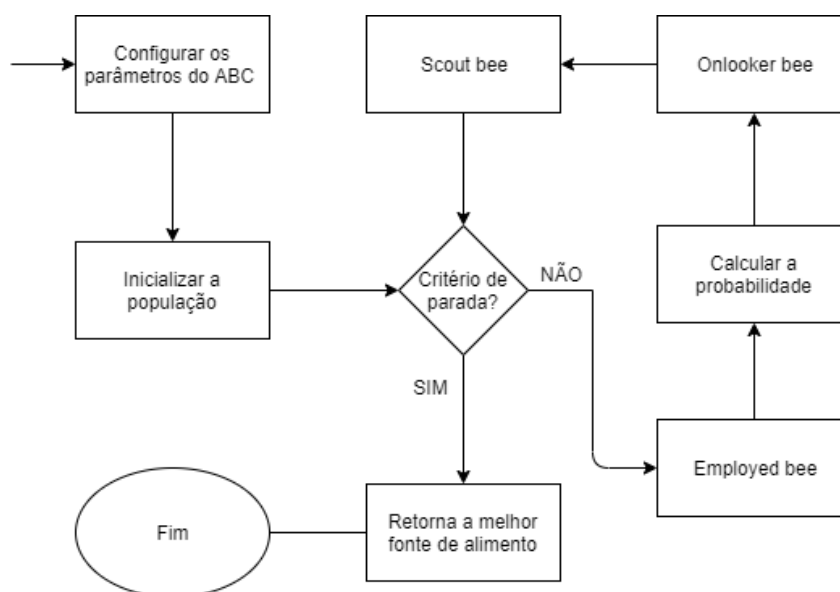 Configurar os
parâmetros do ABC
Scout bee
Onlooker bee
Inicializar a
população
Critério de
parada?
NÃO
Calcular a
probabilidade
SIM
Employed bee
Fim
Retorna a melhor
fonte de alimento